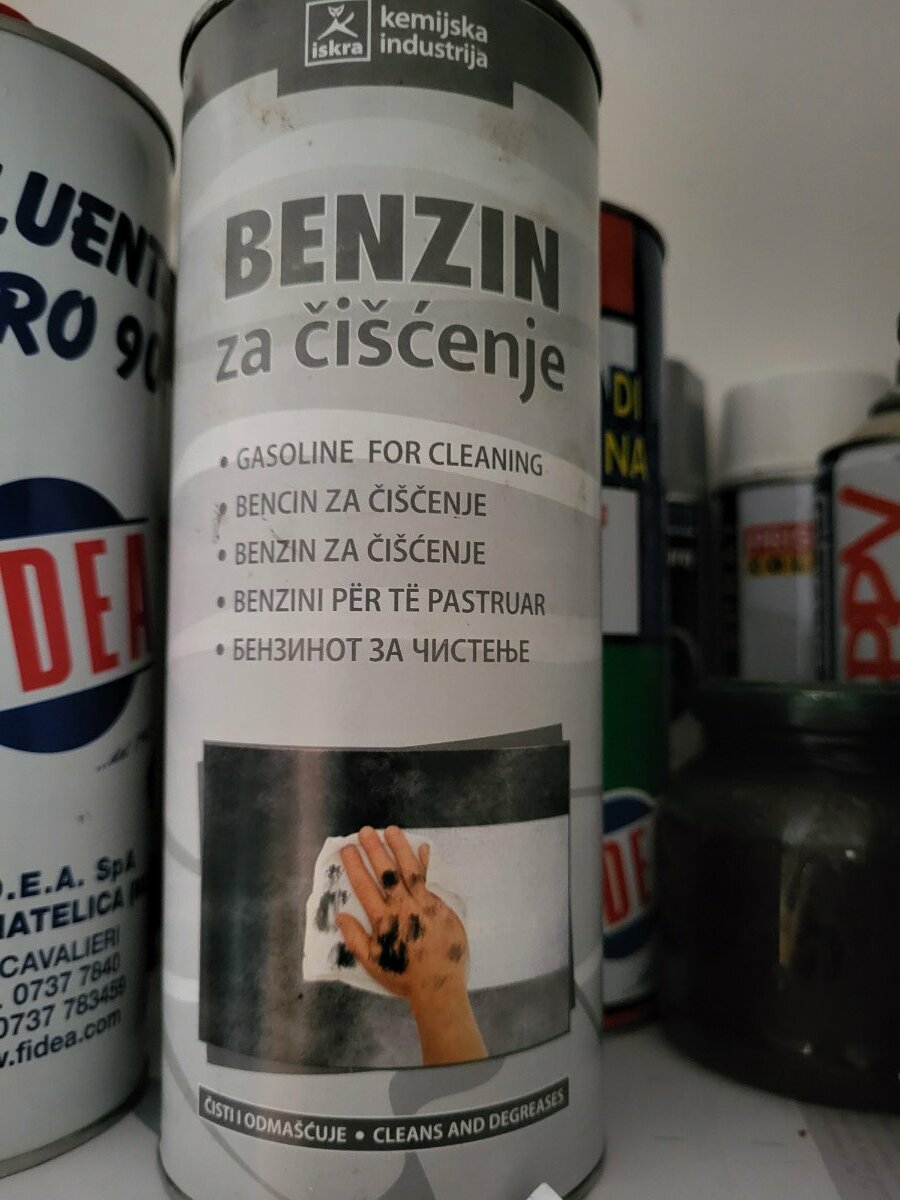 iskra
kemijska
industrija
BENZIN
za čišćenje
• GASOLINE FOR CLEANING
• BENCIN ZA ČIŠČENJE
• BENZIN ZA ČIŠĆENJE
• BENZINI PËR TË PASTRUAR
• БЕНЗИНОТ ЗА ЧИСТЕЊЕ
ČISTI I ODMAŠĆUJE • CLEANS AND DEGREASES
LUENT
RO 90
DEA
.D.E.A. SpA
CAVALIERI
0737 7840
0737 783459
.fidea.com
DI
NA
DE